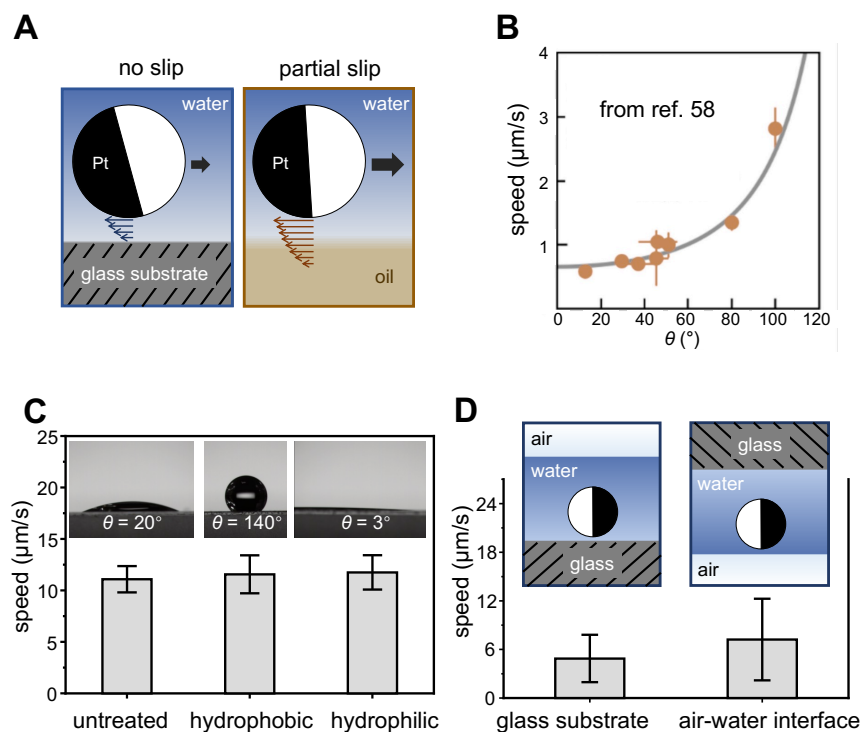 A
no slip
partial slip
water
water
Pt
Pt
glass substrate
oil
B
from ref. 58
speed (μm/s)
4
3
2
1
0
20
40
60
80
100
120
θ (°)
C
speed (μm/s)
25
20
15
10
5
0
θ = 20°
θ = 140°
θ = 3°
untreated
hydrophobic
hydrophilic
D
speed (μm/s)
24
18
12
6
0
air
water
glass
glass
water
air
glass substrate
air-water interface